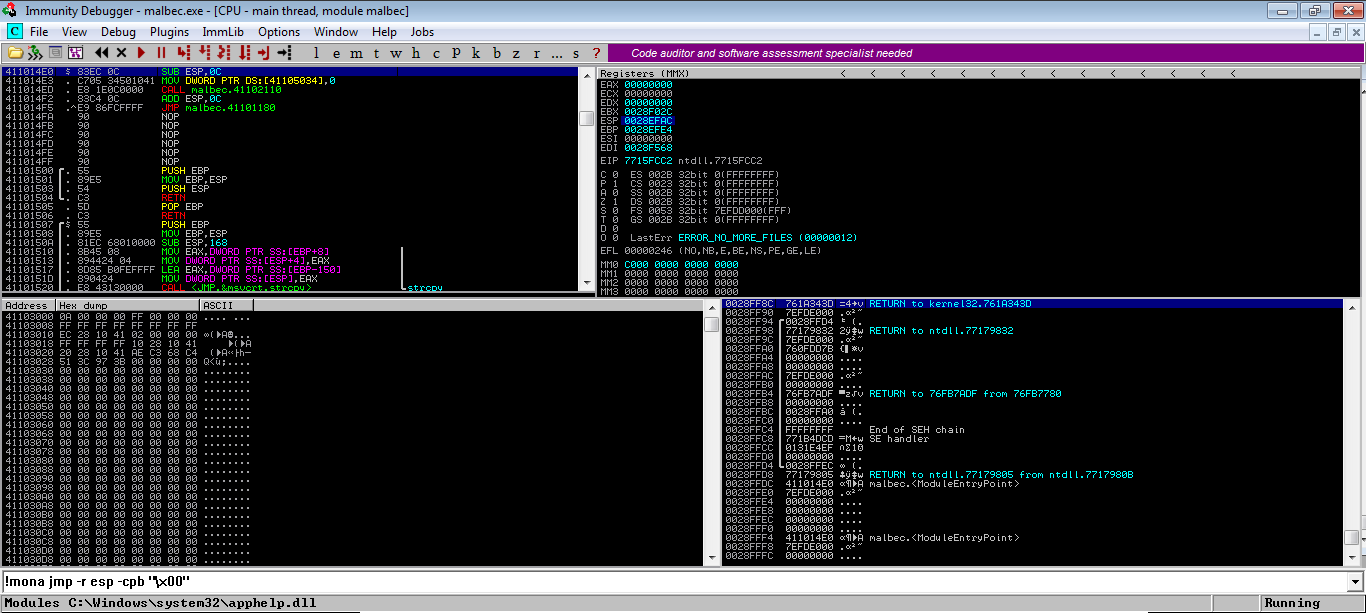 Immunity Debugger - malbec.exe - [CPU - main thread, module malbec]
C File View Debug Plugins ImmLib Options Window Help Jobs
l e m t w h c p k b z r ... s ? Code auditor and software assessment specialist needed
411014E0 $ 83EC 0C SUB ESP,0C
411014E3 . C705 34501041 MOV DWORD PTR DS:[41105034],0
411014ED . E8 1E0C0000 CALL malbec.41102110
411014F2 . 83C4 0C ADD ESP,0C
411014F5 .^E9 86FCFFFF JMP malbec.41101180
411014FA 90 NOP
411014FB 90 NOP
411014FC 90 NOP
411014FD 90 NOP
411014FE 90 NOP
411014FF 90 NOP
41101500 . 55 PUSH EBP
41101501 . 89E5 MOV EBP,ESP
41101503 . 54 PUSH ESP
41101504 . C3 RETN
41101505 . 5D POP EBP
41101506 . C3 RETN
41101507 $ 55 PUSH EBP
41101508 . 89E5 MOV EBP,ESP
4110150A . 81EC 68010000 SUB ESP,168
41101510 . 8B45 08 MOV EAX,DWORD PTR SS:[EBP+8]
41101513 . 894424 04 MOV DWORD PTR SS:[ESP+4],EAX
41101517 . 8D85 B0FEFFFF LEA EAX,DWORD PTR SS:[EBP-150]
4110151D . 890424 MOV DWORD PTR SS:[ESP],EAX
41101520 . E8 43130000 CALL <JMP.&msvcrt.strcpy> strcpy
Registers (MMX) < < < < < < < < < < < < < <
EAX 00000000
ECX 00000000
EDX 00000000
EBX 0028F02C
ESP 0028EFAC
EBP 0028EFE4
ESI 00000000
EDI 0028F568
EIP 7715FCC2 ntdll.7715FCC2
C 0 ES 002B 32bit 0(FFFFFFFF)
P 1 CS 0023 32bit 0(FFFFFFFF)
A 0 SS 002B 32bit 0(FFFFFFFF)
Z 1 DS 002B 32bit 0(FFFFFFFF)
S 0 FS 0053 32bit 7EFDD000(FFF)
T 0 GS 002B 32bit 0(FFFFFFFF)
D 0
O 0 LastErr ERROR_NO_MORE_FILES (00000012)
EFL 00000246 (NO,NB,E,BE,NS,PE,GE,LE)
MM0 C000 0000 0000 0000
MM1 0000 0000 0000 0000
MM2 0000 0000 0000 0000
MM3 0000 0000 0000 0000
Address Hex dump ASCII
41103000 0A 00 00 00 FF 00 00 00
41103008 FF FF FF FF FF FF FF FF
41103010 EC 28 10 41 02 00 00 00
41103018 FF FF FF FF 10 28 10 41
41103020 20 28 10 41 AE C3 68 C4
41103028 51 3C 97 3B 00 00 00 00
41103030 00 00 00 00 00 00 00 00 ........
41103038 00 00 00 00 00 00 00 00 ........
41103040 00 00 00 00 00 00 00 00 ........
41103048 00 00 00 00 00 00 00 00 ........
41103050 00 00 00 00 00 00 00 00 ........
41103058 00 00 00 00 00 00 00 00 ........
41103060 00 00 00 00 00 00 00 00 ........
41103068 00 00 00 00 00 00 00 00 ........
41103070 00 00 00 00 00 00 00 00 ........
41103078 00 00 00 00 00 00 00 00 ........
41103080 00 00 00 00 00 00 00 00 ........
41103088 00 00 00 00 00 00 00 00 ........
41103090 00 00 00 00 00 00 00 00 ........
41103098 00 00 00 00 00 00 00 00 ........
411030A0 00 00 00 00 00 00 00 00 ........
411030A8 00 00 00 00 00 00 00 00 ........
411030B0 00 00 00 00 00 00 00 00 ........
411030B8 00 00 00 00 00 00 00 00 ........
411030C0 00 00 00 00 00 00 00 00 ........
411030C8 00 00 00 00 00 00 00 00 ........
411030D0 00 00 00 00 00 00 00 00 ........
411030D8 00 00 00 00 00 00 00 00 ........
0028FF8C 761A343D =4+v RETURN to kernel32.761A343D
0028FF90 7EFDE000
0028FF94 0028FFD4
0028FF98 77179832 RETURN to ntdll.77179832
0028FF9C 7EFDE000
0028FFA0 760FDD7B
0028FFA4 00000000 ....
0028FFA8 00000000 ....
0028FFAC 7EFDE000
0028FFB0 00000000 ....
0028FFB4 76FB7ADF RETURN to 76FB7ADF from 76FB7780
0028FFB8 00000000 ....
0028FFBC 0028FFA0
0028FFC0 00000000 ....
0028FFC4 FFFFFFFF End of SEH chain
0028FFC8 771B4DCD =M+w SE handler
0028FFCC 0131E4EF
0028FFD0 00000000 ....
0028FFD4 0028FFEC
0028FFD8 77179805 RETURN to ntdll.77179805 from ntdll.7717980B
0028FFDC 411014E0 malbec.<ModuleEntryPoint>
0028FFE0 7EFDE000
0028FFE4 00000000 ....
0028FFE8 00000000 ....
0028FFEC 00000000 ....
0028FFF0 00000000 ....
0028FFF4 411014E0 malbec.<ModuleEntryPoint>
0028FFF8 7EFDE000
0028FFFC 00000000 ....
!mona jmp -r esp -cpb "\x00"
Modules C:\Windows\system32\apphelp.dll Running